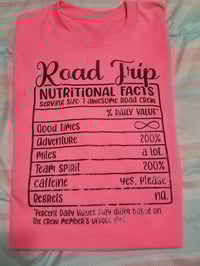 Road Trip
NUTRITIONAL FACTS
SERVING SIZE: 1 AWESOME ROAD CREW
% DAILY VALUE*
GOOD TIMES ∞
ADVENTURE 200%
MILES A LOT.
TEAM SPIRIT 200%
CAFFEINE YES, PLEASE
REGRETS NA.
*PERCENT DAILY VALUES MAY DIFFER BASED ON
THE CREW MEMBER'S UNIQUE